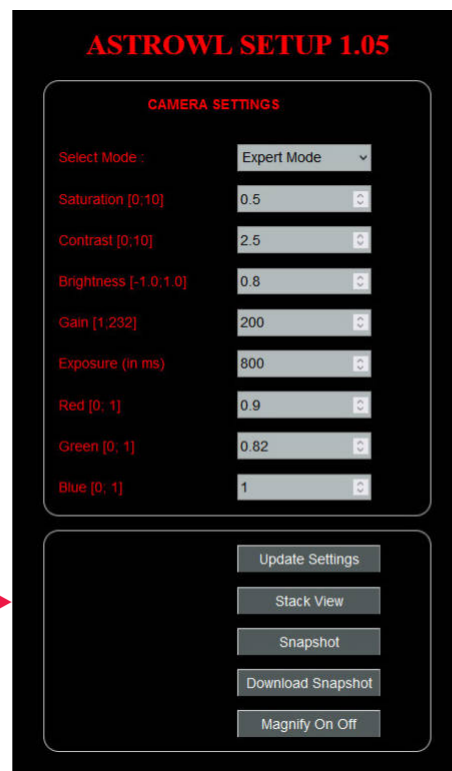 ASTROWL SETUP 1.05
CAMERA SETTINGS
Select Mode : Expert Mode
Saturation [0;10] 0.5
Contrast [0;10] 2.5
Brightness [-1.0;1.0] 0.8
Gain [1;232] 200
Exposure (in ms) 800
Red [0; 1] 0.9
Green [0; 1] 0.82
Blue [0; 1] 1
Update Settings
Stack View
Snapshot
Download Snapshot
Magnify On Off